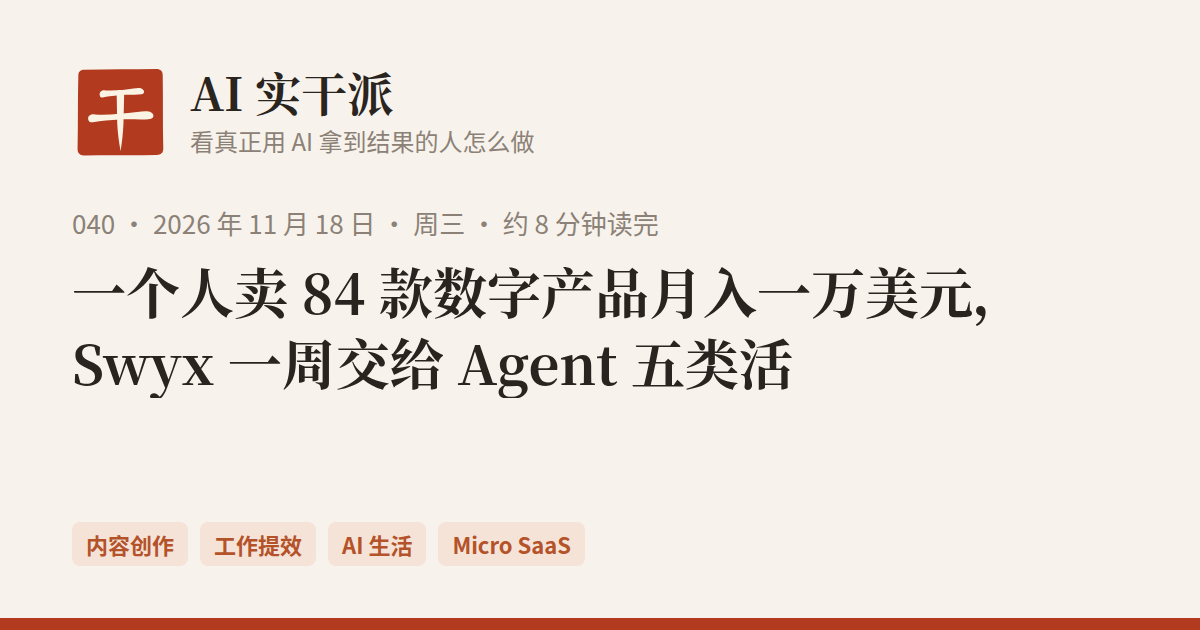 干
AI 实干派
看真正用 AI 拿到结果的人怎么做
040 · 2026 年 11 月 18 日 · 周三 · 约 8 分钟读完
一个人卖 84 款数字产品月入一万美元,
Swyx 一周交给 Agent 五类活
内容创作 工作提效 AI 生活 Micro SaaS